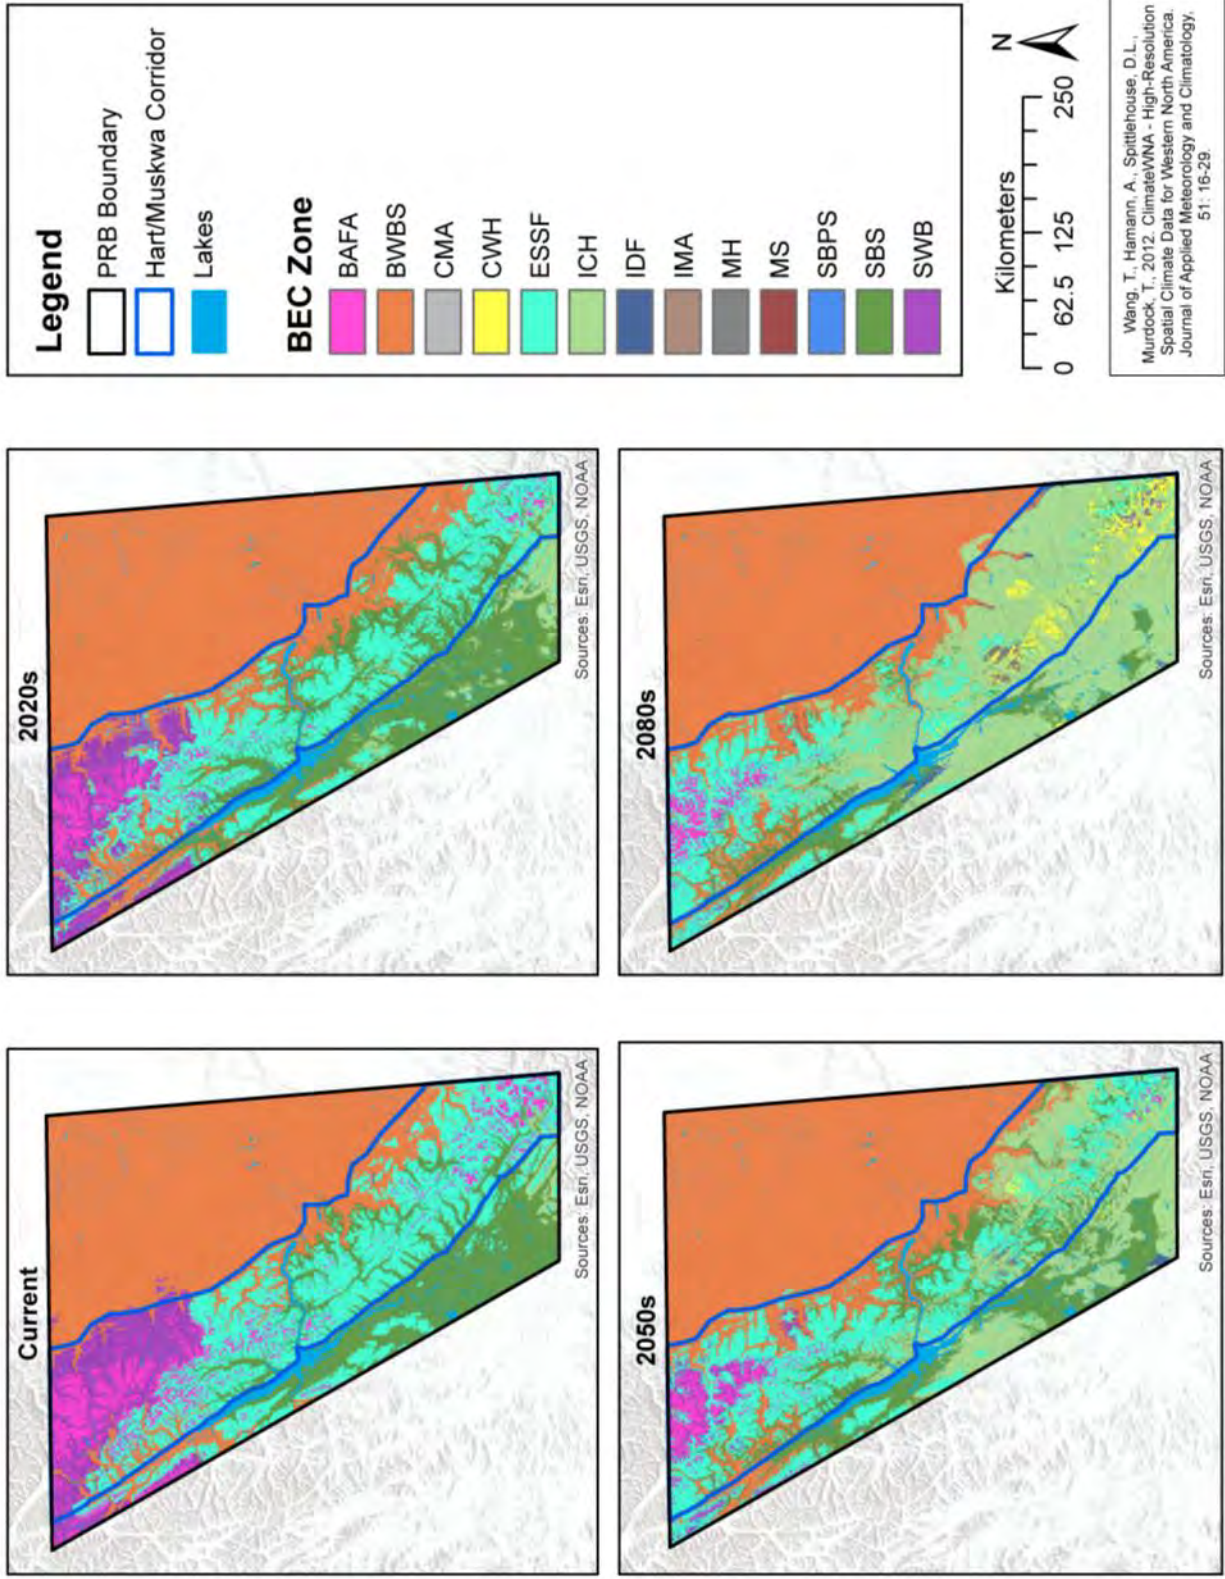 Current
Sources: Esri, USGS, NOAA
2020s
Sources: Esri, USGS, NOAA
2050s
Sources: Esri, USGS, NOAA
2080s
Sources: Esri, USGS, NOAA
Legend
PRB Boundary
Hart/Muskwa Corridor
Lakes
BEC Zone
BAFA
BWBS
CMA
CWH
ESSF
ICH
IDF
IMA
MH
MS
SBPS
SBS
SWB
Kilometers
0 62.5 125 250
N
Wang, T., Hamann, A., Spittlehouse, D.L.,
Murdock, T., 2012. ClimateWNA - High-Resolution
Spatial Climate Data for Western North America.
Journal of Applied Meteorology and Climatology,
51: 16-29.